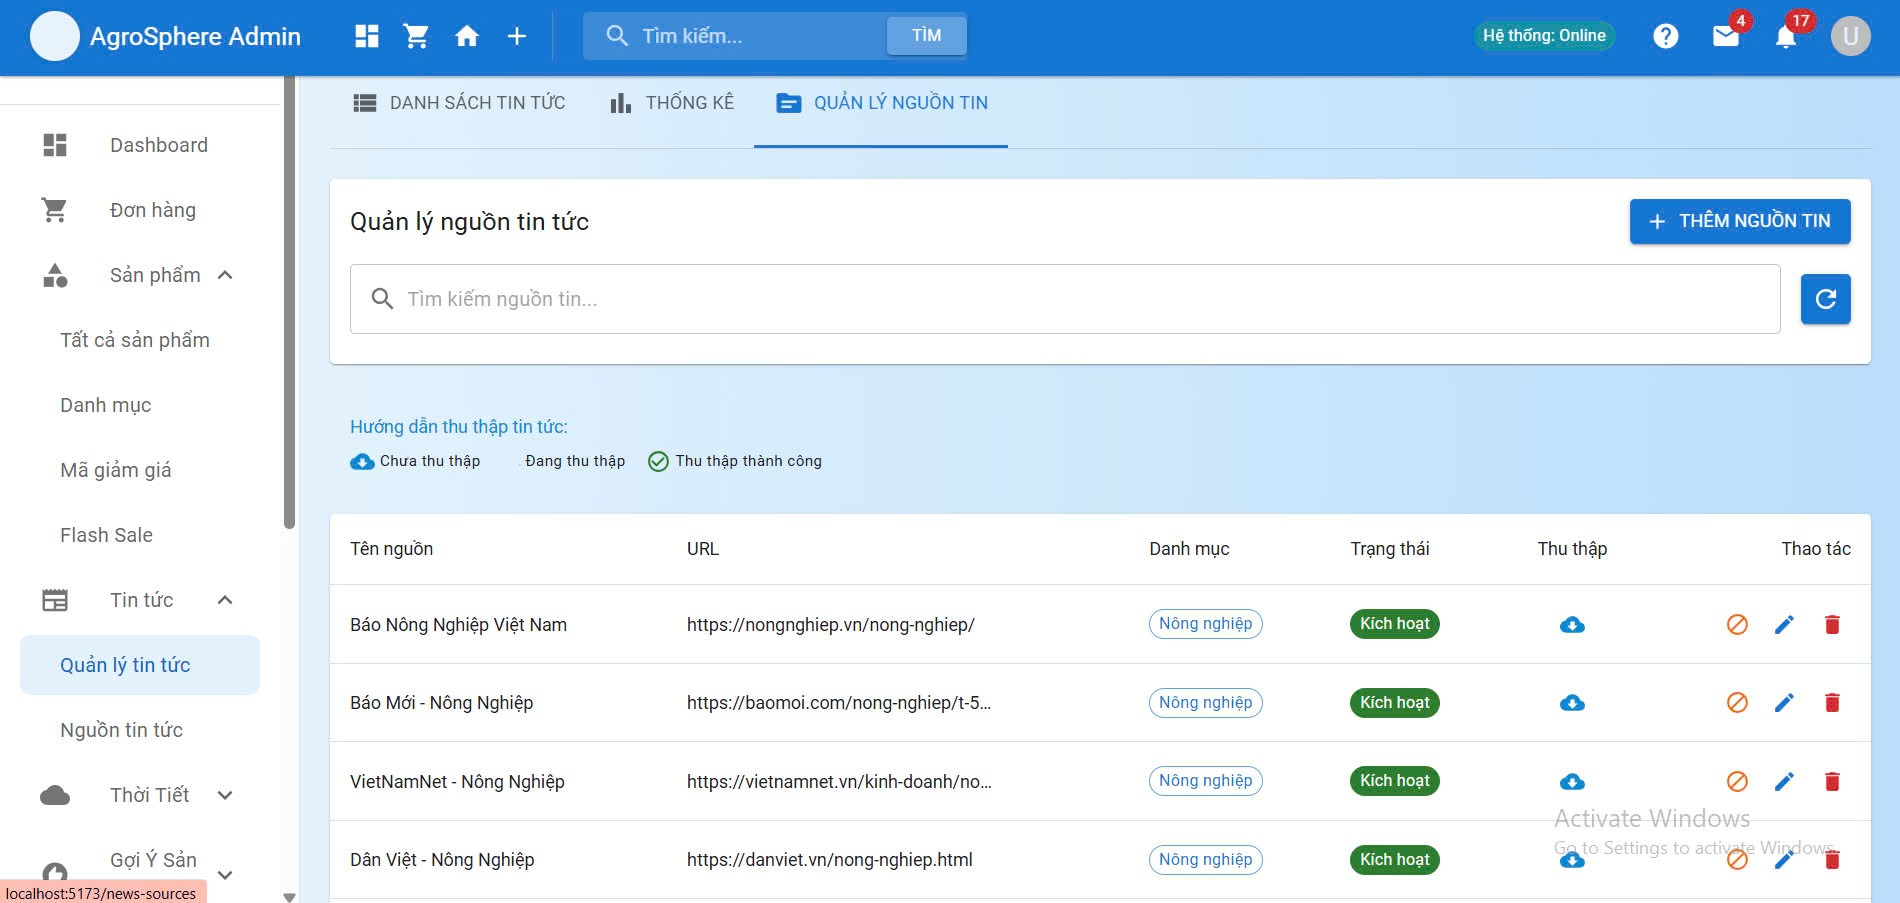 AgroSphere Admin
Tìm kiếm...
TÌM
Hệ thống: Online
4
17
U
DANH SÁCH TIN TỨC
THỐNG KÊ
QUẢN LÝ NGUỒN TIN
Dashboard
Đơn hàng
Sản phẩm
Tất cả sản phẩm
Danh mục
Mã giảm giá
Flash Sale
Tin tức
Quản lý tin tức
Nguồn tin tức
Thời Tiết
Gợi Ý Sản
localhost:5173/news-sources
Quản lý nguồn tin tức
THÊM NGUỒN TIN
Tìm kiếm nguồn tin...
Hướng dẫn thu thập tin tức:
Chưa thu thập
Đang thu thập
Thu thập thành công
Tên nguồn URL Danh mục Trạng thái Thu thập Thao tác
Báo Nông Nghiệp Việt Nam https://nongnghiep.vn/nong-nghiep/ Nông nghiệp Kích hoạt
Báo Mới - Nông Nghiệp https://baomoi.com/nong-nghiep/t-5... Nông nghiệp Kích hoạt
VietNamNet - Nông Nghiệp https://vietnamnet.vn/kinh-doanh/no... Nông nghiệp Kích hoạt
Dân Việt - Nông Nghiệp https://danviet.vn/nong-nghiep.html Nông nghiệp Kích hoạt
Activate Windows
Go to Settings to activate Windows.